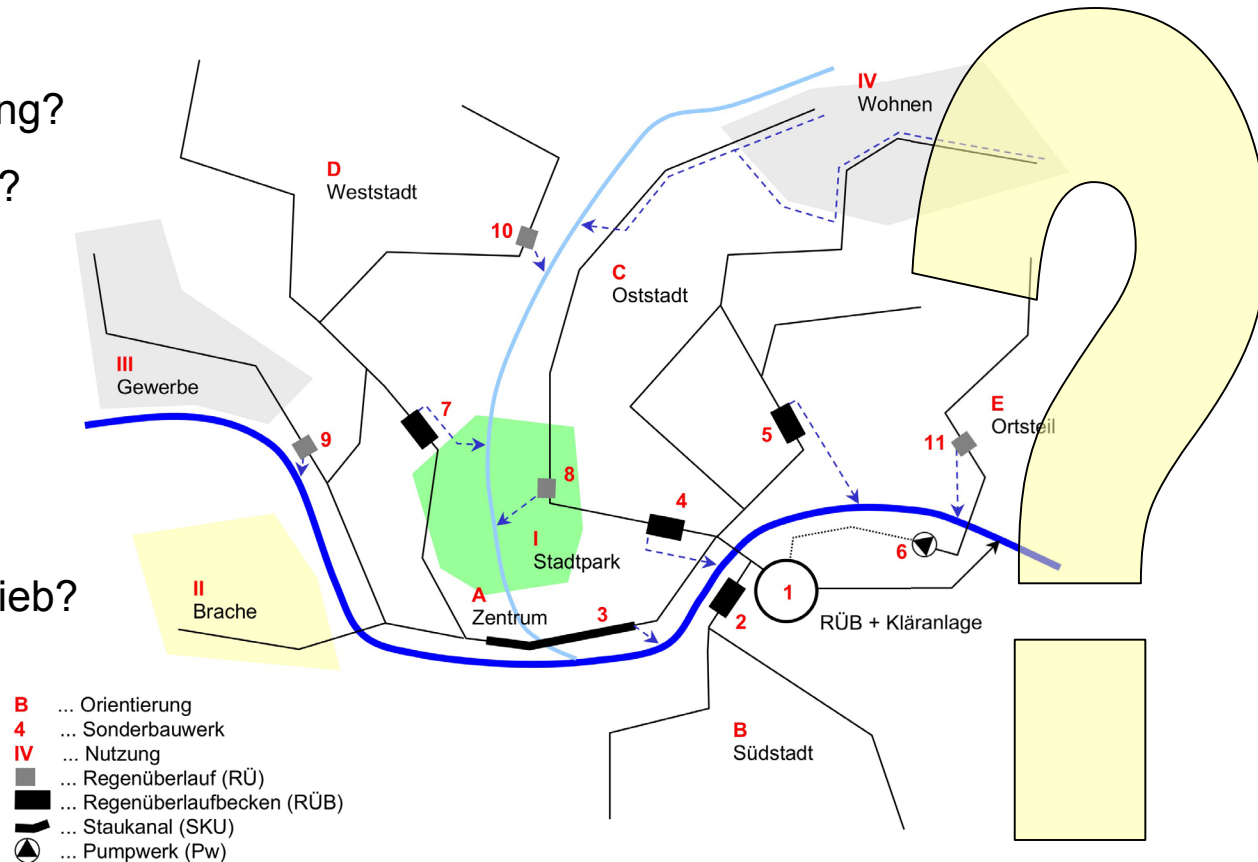 ng?
?
ieb?
IV
Wohnen
D
Weststadt
10
C
Oststadt
III
Gewerbe
7
9
5
E
Ortsteil
11
8
4
I
Stadtpark
6
II
Brache
A
Zentrum
3
2
1
RÜB + Kläranlage
B
Südstadt
B ... Orientierung
4 ... Sonderbauwerk
IV ... Nutzung
... Regenüberlauf (RÜ)
... Regenüberlaufbecken (RÜB)
... Staukanal (SKU)
... Pumpwerk (Pw)